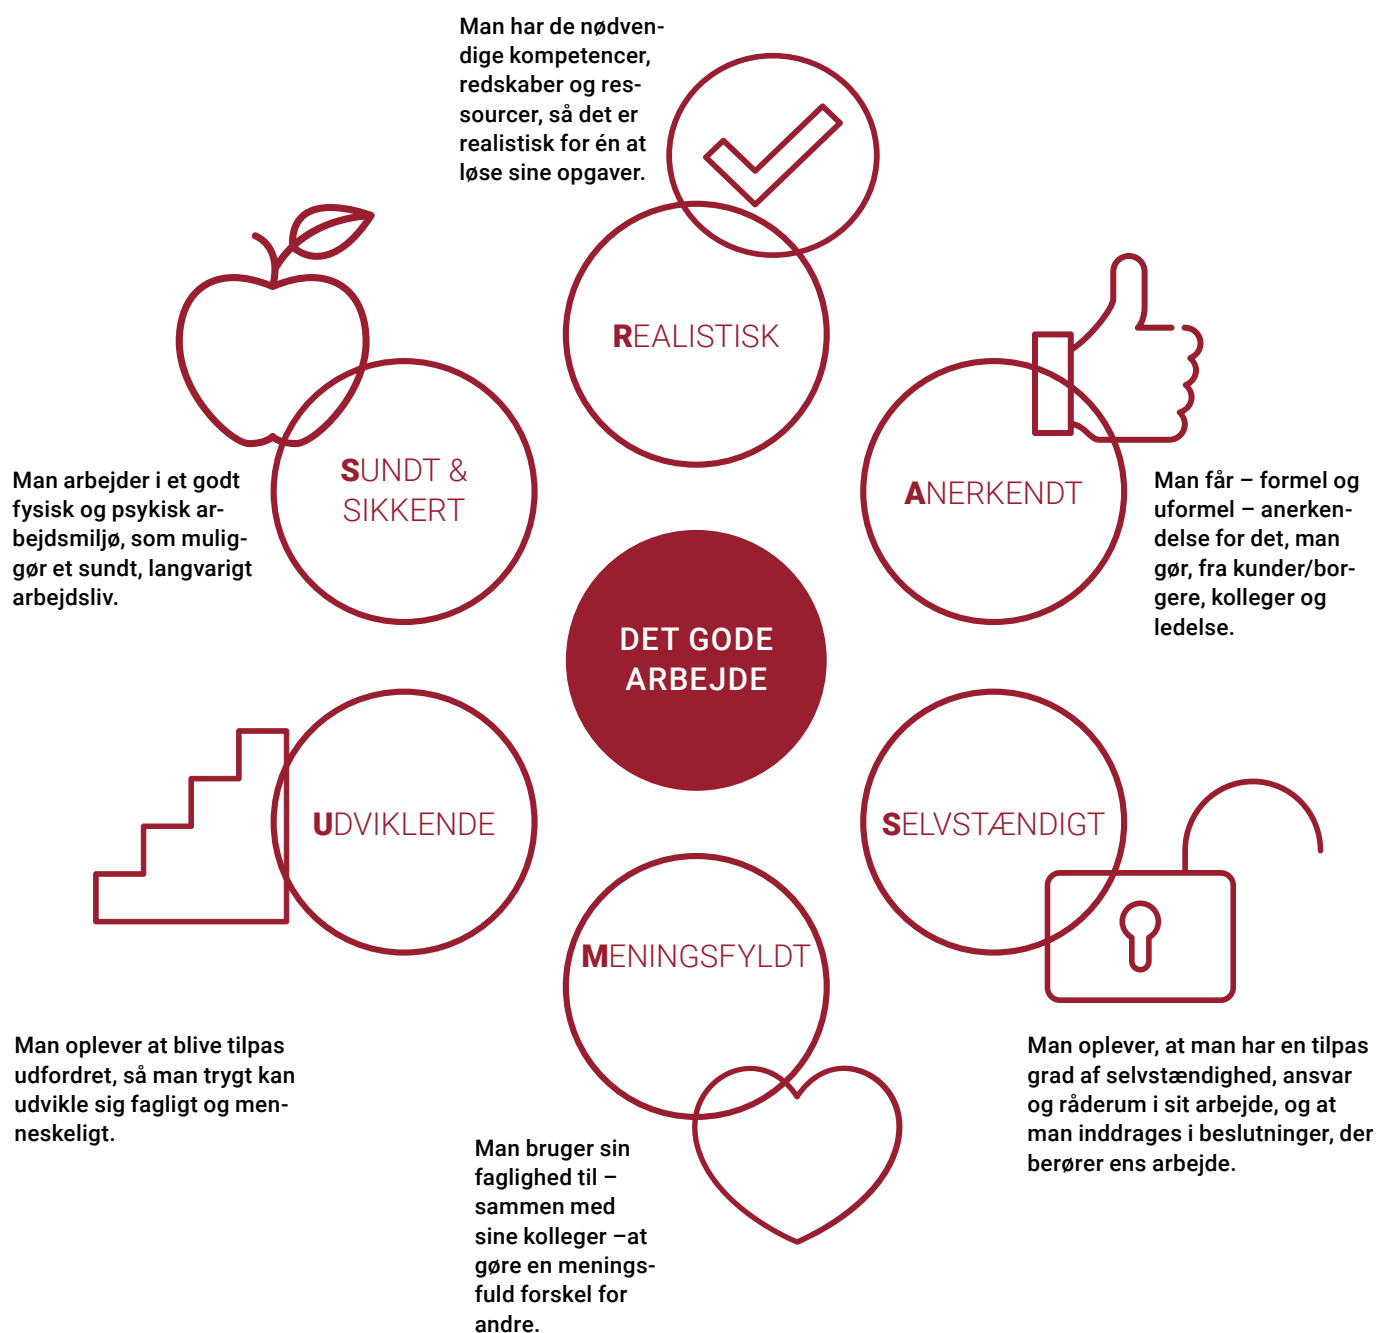 Man har de nødven-
dige kompetencer,
redskaber og res-
sourcer, så det er
realistisk for én at
løse sine opgaver.
REALISTISK
ANERKENDT
Man får – formel og
uformel – anerken-
delse for det, man
gør, fra kunder/bor-
gere, kolleger og
ledelse.
SUNDT &
SIKKERT
Man arbejder i et godt
fysisk og psykisk ar-
bejdsmiljø, som mulig-
gør et sundt, langvarigt
arbejdsliv.
DET GODE
ARBEJDE
UDVIKLENDE
Man oplever at blive tilpas
udfordret, så man trygt kan
udvikle sig fagligt og men-
neskeligt.
SELVSTÆNDIGT
Man oplever, at man har en tilpas
grad af selvstændighed, ansvar
og råderum i sit arbejde, og at
man inddrages i beslutninger, der
berører ens arbejde.
MENINGSFYLDT
Man bruger sin
faglighed til –
sammen med
sine kolleger –at
gøre en menings-
fuld forskel for
andre.